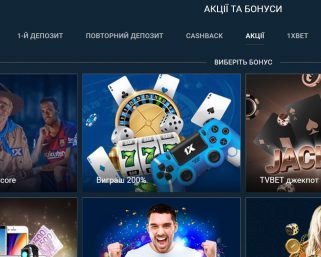 АКЦІЇ ТА БОНУСИ
1-Й ДЕПОЗИТ ПОВТОРНИЙ ДЕПОЗИТ CASHBACK АКЦІЇ 1XBET
ВИБЕРІТЬ БОНУС
core
Виграш 200%
TVBET джекпот
JACK
777
1X